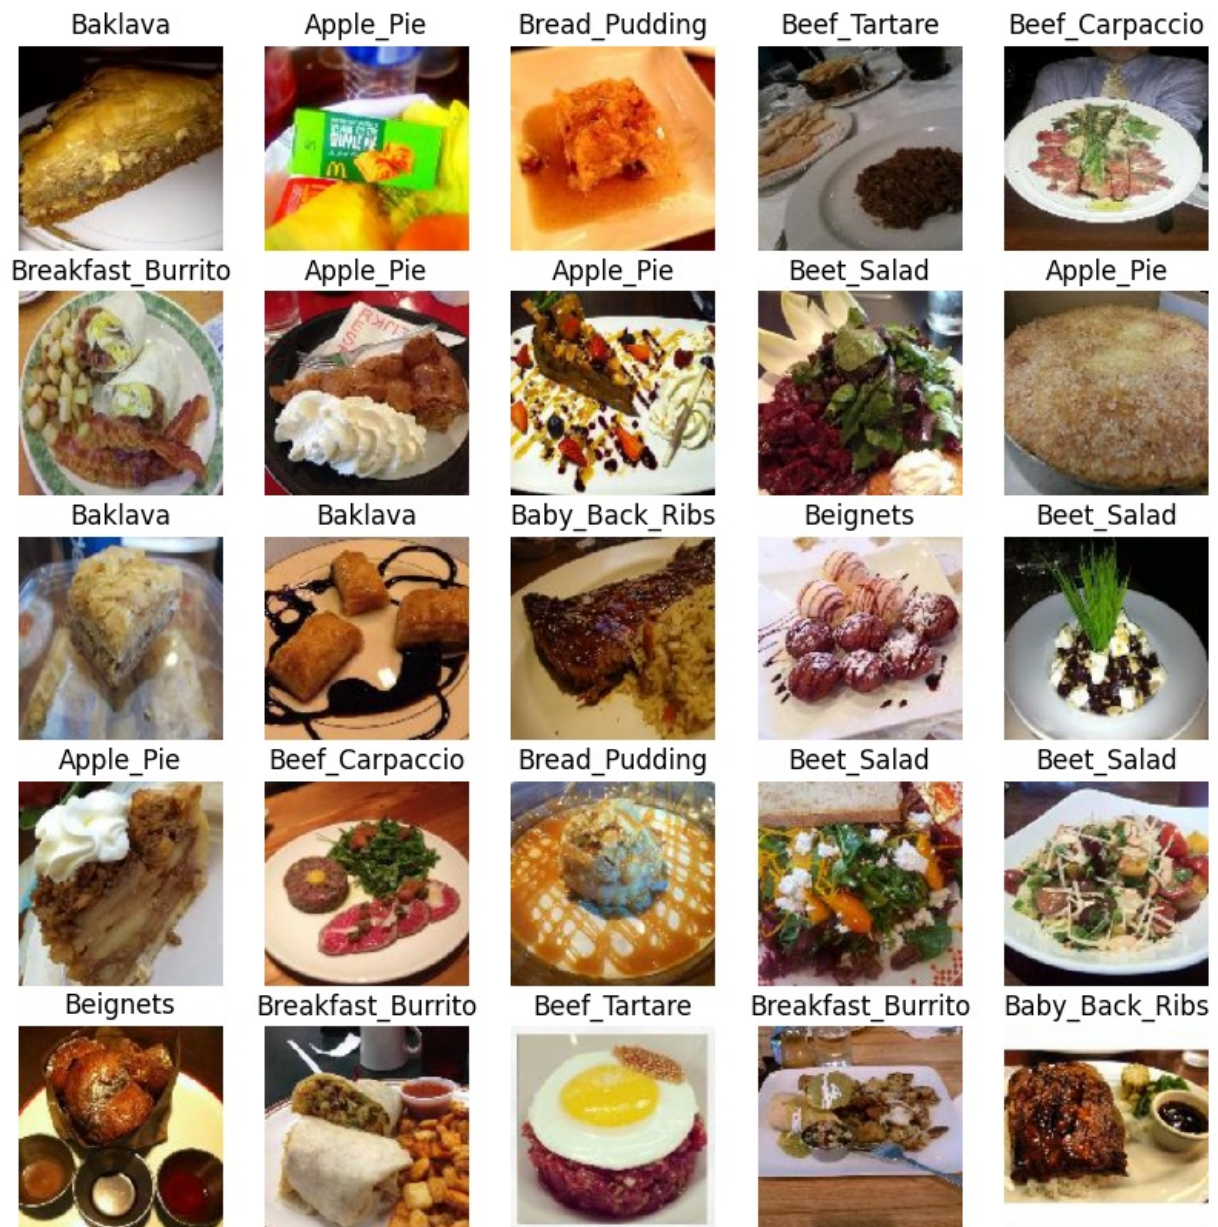 Baklava
Apple_Pie
Bread_Pudding
Beef_Tartare
Beef_Carpaccio
Breakfast_Burrito
Apple_Pie
Apple_Pie
Beet_Salad
Apple_Pie
Baklava
Baklava
Baby_Back_Ribs
Beignets
Beet_Salad
Apple_Pie
Beef_Carpaccio
Bread_Pudding
Beet_Salad
Beet_Salad
Beignets
Breakfast_Burrito
Beef_Tartare
Breakfast_Burrito
Baby_Back_Ribs